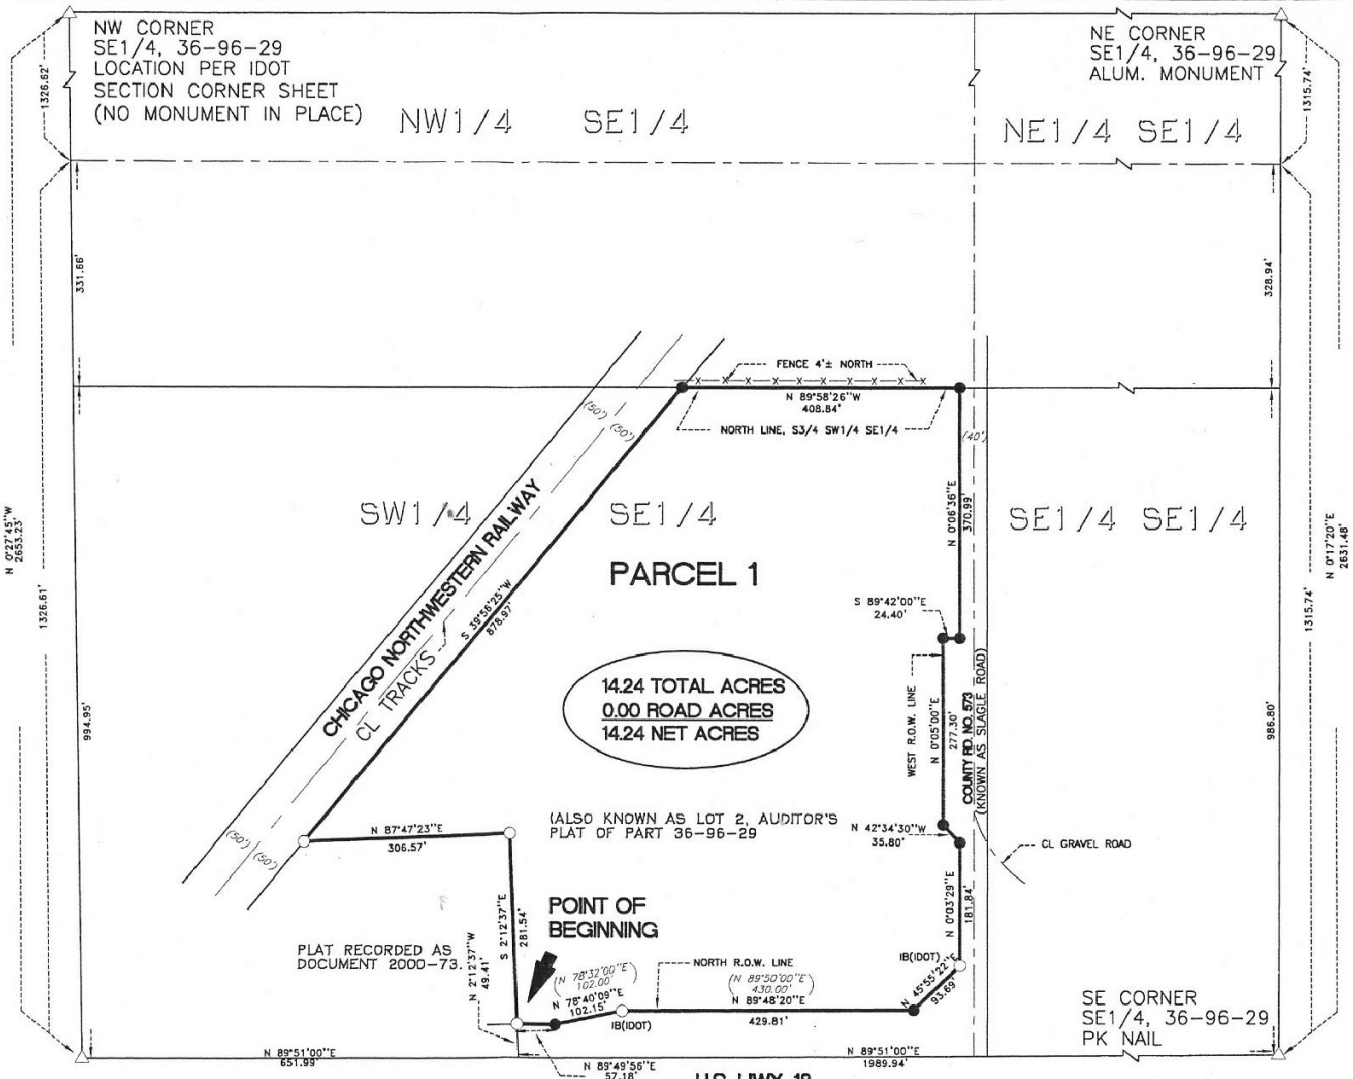 NW CORNER
SE1/4, 36-96-29
LOCATION PER IDOT
SECTION CORNER SHEET
(NO MONUMENT IN PLACE)
NE CORNER
SE1/4, 36-96-29
ALUM. MONUMENT
1326.62'
1315.74'
NW1/4 SE1/4
NE1/4 SE1/4
331.66'
328.94'
FENCE 4'± NORTH
N 89°58'26"W
408.84'
NORTH LINE, S3/4 SW1/4 SE1/4
(50')
(50')
(40')
SW1/4 SE1/4
SE1/4 SE1/4
N 0°27'45"W
2653.23'
1326.61'
N 0°06'36"E
370.99'
N 0°17'20"E
2631.48'
1315.74'
CHICAGO NORTHWESTERN RAILWAY
CL TRACKS
S 39°56'25"W
878.97'
PARCEL 1
S 89°42'00"E
24.40'
14.24 TOTAL ACRES
0.00 ROAD ACRES
14.24 NET ACRES
WEST R.O.W. LINE
N 0°05'00"E
277.30'
COUNTY RD. NO. 573
(KNOWN AS SLAGLE ROAD)
994.95'
986.80'
(50')
(50')
N 87°47'23"E
306.57'
(ALSO KNOWN AS LOT 2, AUDITOR'S
PLAT OF PART 36-96-29
N 42°34'30"W
35.80'
CL GRAVEL ROAD
S 2°12'37"E
281.54'
POINT OF
BEGINNING
N 0°03'29"E
181.84'
PLAT RECORDED AS
DOCUMENT 2000-73.
N 2°12'37"W
49.41'
(N 78°32'00"E)
102.00'
N 78°40'09"E
102.15'
NORTH R.O.W. LINE
(N 89°50'00"E)
430.00'
N 89°48'20"E
429.81'
IB(IDOT)
IB(IDOT)
N 45°55'22"E
93.69'
SE CORNER
SE1/4, 36-96-29
PK NAIL
N 89°51'00"E
651.99'
N 89°49'56"E
57.18'
N 89°51'00"E
1989.94'
U.S. HWY. 18